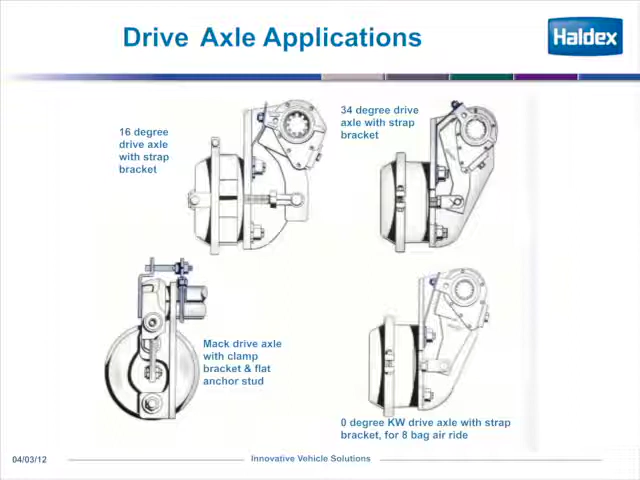 Drive Axle Applications
Haldex
16 degree
drive axle
with strap
bracket
34 degree drive
axle with strap
bracket
Mack drive axle
with clamp
bracket & flat
anchor stud
0 degree KW drive axle with strap
bracket, for 8 bag air ride
04/03/12
Innovative Vehicle Solutions